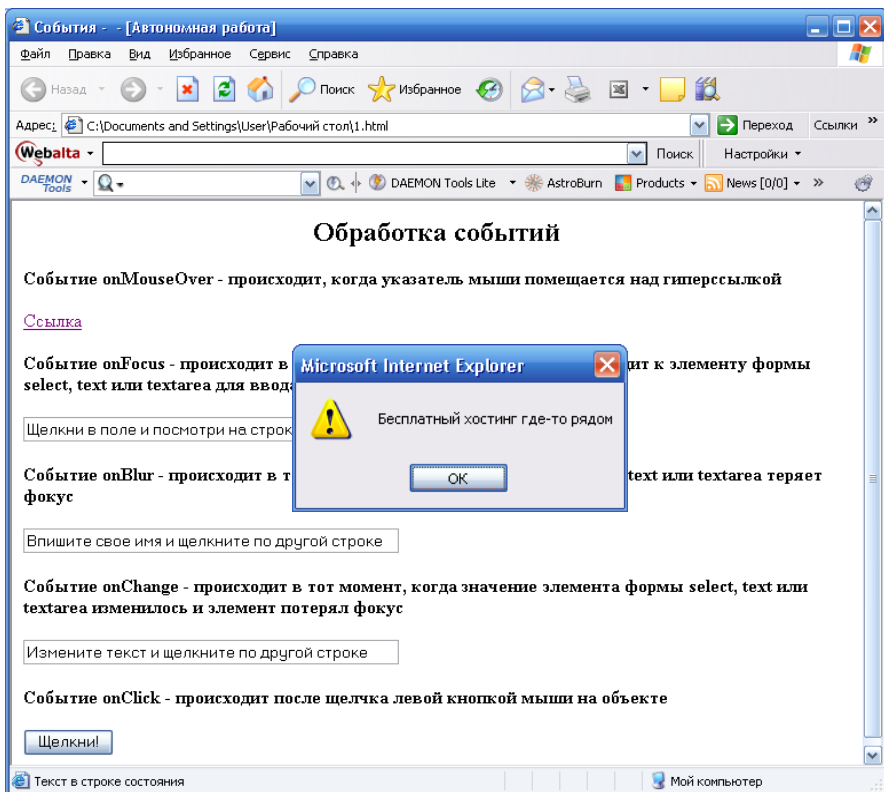 События - - [Автономная работа]
Файл Правка Вид Избранное Сервис Справка
Назад Поиск Избранное
Адрес: C:\Documents and Settings\User\Рабочий стол\1.html Переход Ссылки »
Webalta Поиск Настройки
DAEMON Tools DAEMON Tools Lite AstroBurn Products News [0/0] »
Обработка событий
Событие onMouseOver - происходит, когда указатель мыши помещается над гиперссылкой
Ссылка
Событие onFocus - происходит в дит к элементу формы
select, text или textarea для ввода
Щелкни в поле и посмотри на строк
Microsoft Internet Explorer
Бесплатный хостинг где-то рядом
OK
Событие onBlur - происходит в т text или textarea теряет
фокус
Впишите свое имя и щелкните по другой строке
Событие onChange - происходит в тот момент, когда значение элемента формы select, text или
textarea изменилось и элемент потерял фокус
Измените текст и щелкните по другой строке
Событие onClick - происходит после щелчка левой кнопкой мыши на объекте
Щелкни!
Текст в строке состояния Мой компьютер